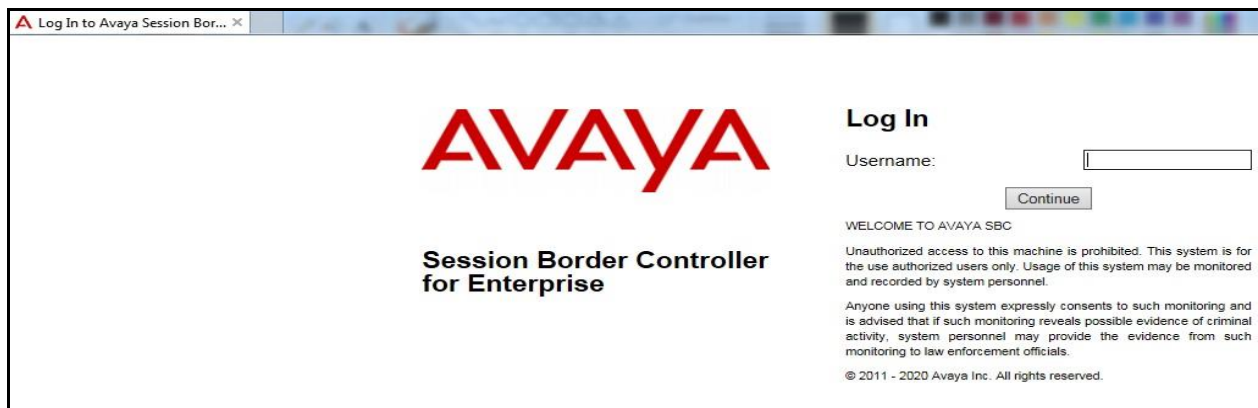 Log In to Avaya Session Bor... ×
AVAYA
Session Border Controller
for Enterprise
Log In
Username:
Continue
WELCOME TO AVAYA SBC
Unauthorized access to this machine is prohibited. This system is for
the use authorized users only. Usage of this system may be monitored
and recorded by system personnel.
Anyone using this system expressly consents to such monitoring and
is advised that if such monitoring reveals possible evidence of criminal
activity, system personnel may provide the evidence from such
monitoring to law enforcement officials.
© 2011 - 2020 Avaya Inc. All rights reserved.